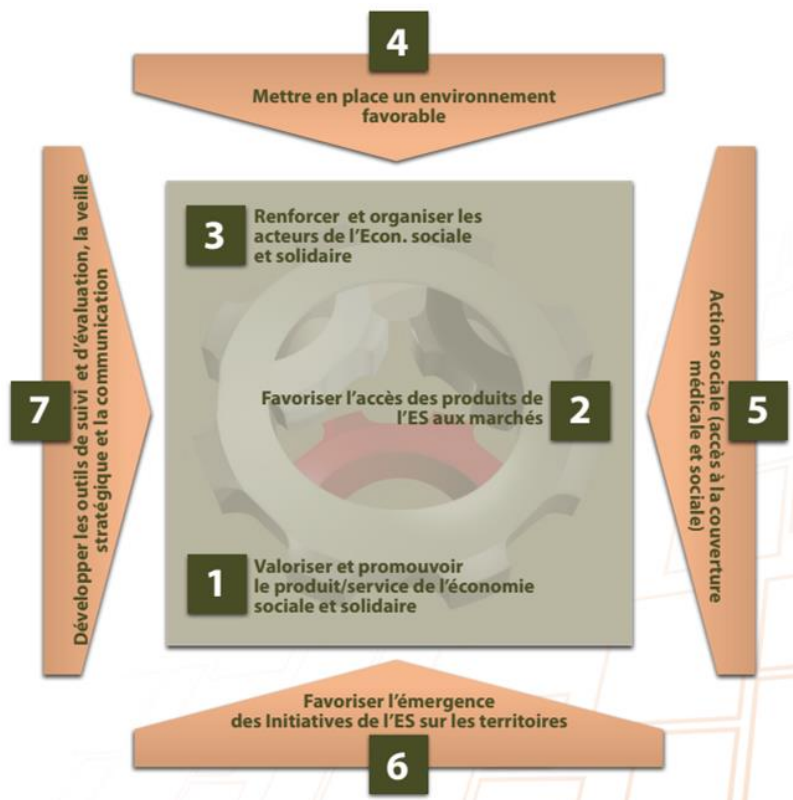 4
Mettre en place un environnement
favorable
3
Renforcer et organiser les
acteurs de l'Econ. sociale
et solidaire
7
Développer les outils de suivi et d'évaluation, la veille
stratégique et la communication
Favoriser l'accès des produits de
l'ES aux marchés
2
5
Action sociale (accès à la couverture
médicale et sociale)
1
Valoriser et promouvoir
le produit/service de l'économie
sociale et solidaire
Favoriser l'émergence
des Initiatives de l'ES sur les territoires
6